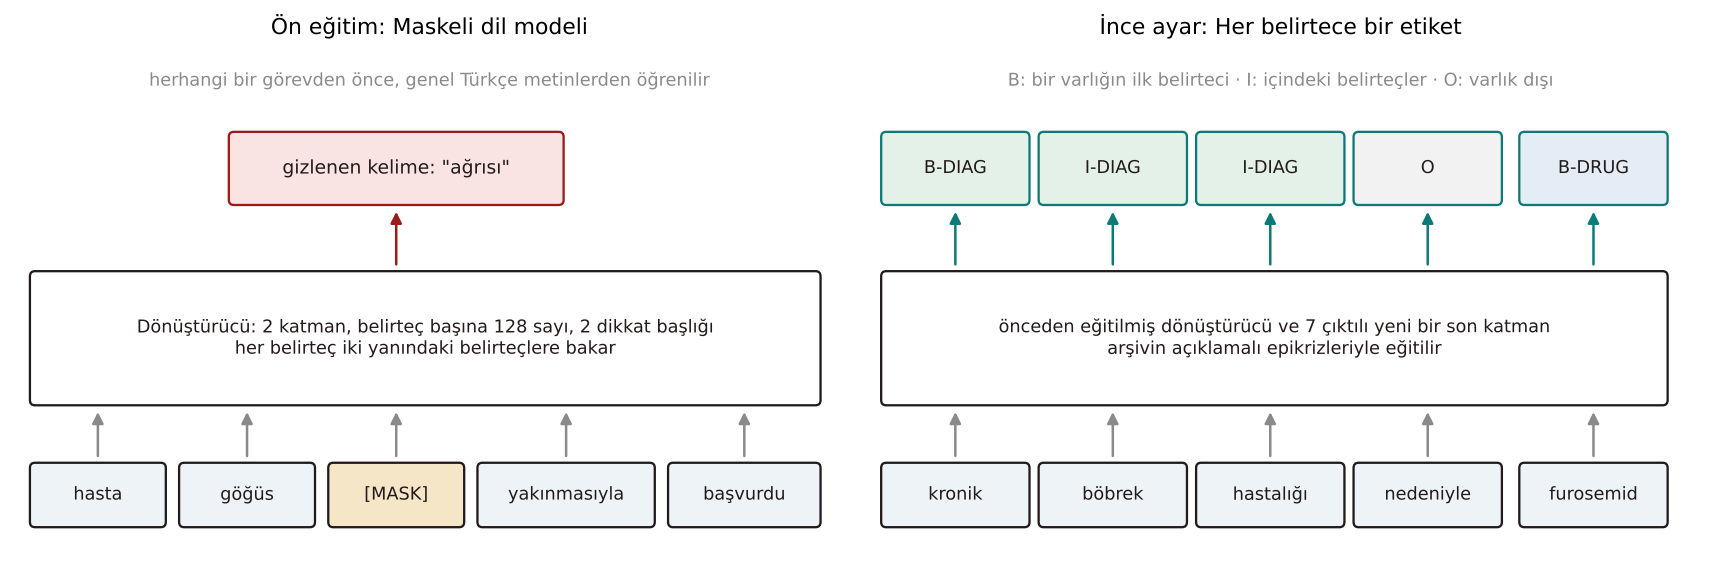 Ön eğitim: Maskeli dil modeli
herhangi bir görevden önce, genel Türkçe metinlerden öğrenilir
gizlenen kelime: "ağrısı"
Dönüştürücü: 2 katman, belirteç başına 128 sayı, 2 dikkat başlığı
her belirteç iki yanındaki belirteçlere bakar
hasta
göğüs
[MASK]
yakınmasıyla
başvurdu
İnce ayar: Her belirtece bir etiket
B: bir varlığın ilk belirteci · I: içindeki belirteçler · O: varlık dışı
B-DIAG
I-DIAG
I-DIAG
O
B-DRUG
önceden eğitilmiş dönüştürücü ve 7 çıktılı yeni bir son katman
arşivin açıklamalı epikrizleriyle eğitilir
kronik
böbrek
hastalığı
nedeniyle
furosemid